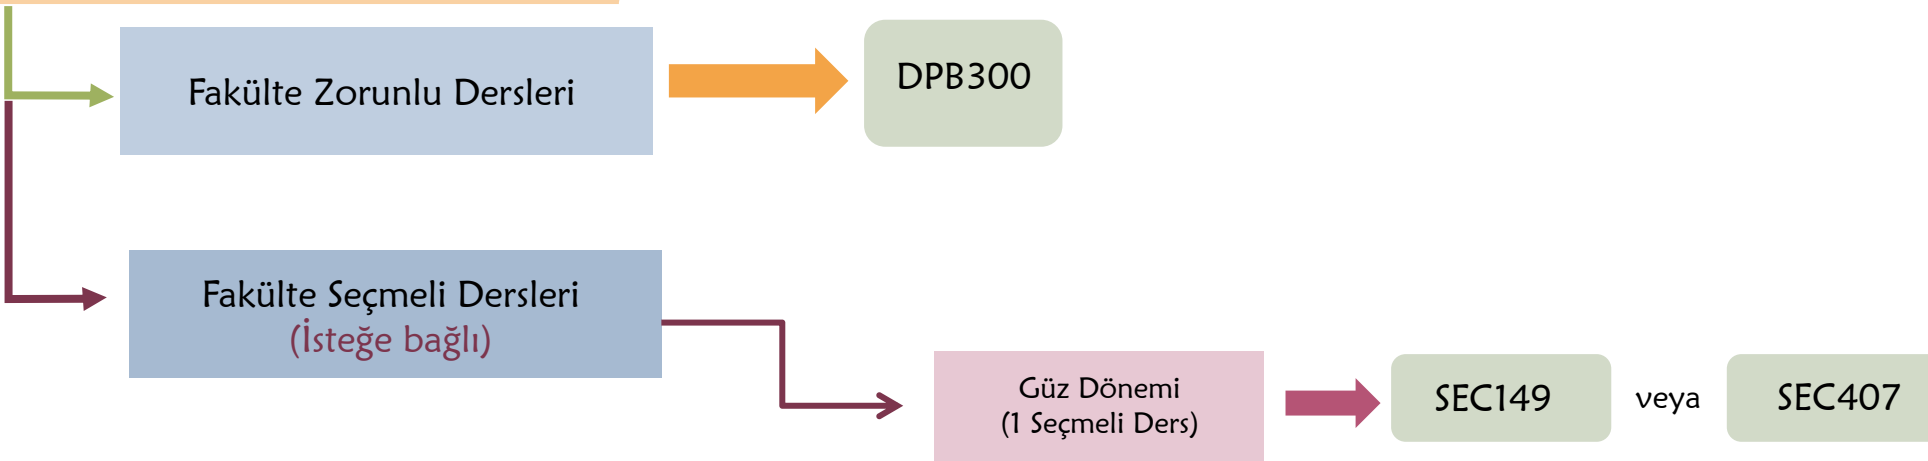 Fakülte Zorunlu Dersleri
DPB300
Fakülte Seçmeli Dersleri
(İsteğe bağlı)
Güz Dönemi
(1 Seçmeli Ders)
SEC149
veya
SEC407